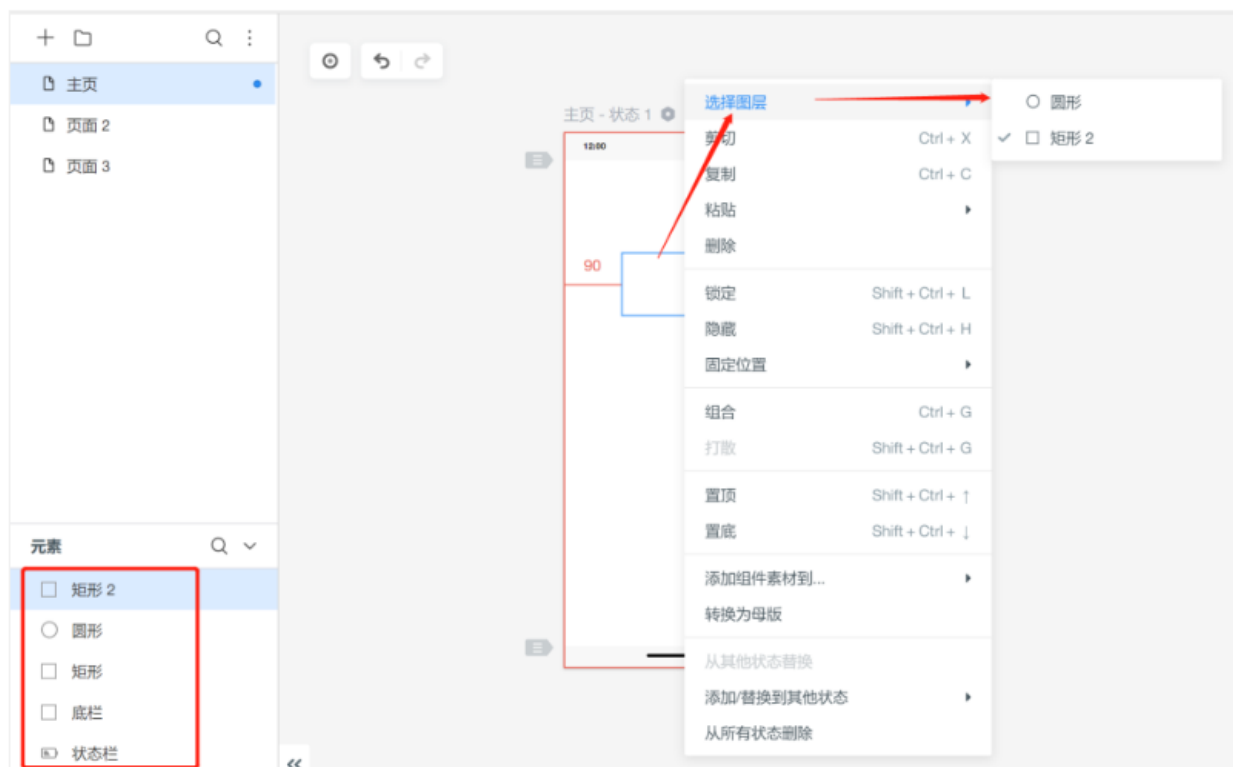 主页
页面 2
页面 3
元素
矩形 2
圆形
矩形
底栏
状态栏
主页 - 状态 1
12:00
90
选择图层
剪切 Ctrl + X
复制 Ctrl + C
粘贴
删除
锁定 Shift + Ctrl + L
隐藏 Shift + Ctrl + H
固定位置
组合 Ctrl + G
打散 Shift + Ctrl + G
置顶 Shift + Ctrl + ↑
置底 Shift + Ctrl + ↓
添加组件素材到...
转换为母版
从其他状态替换
添加/替换到其他状态
从所有状态删除
圆形
矩形 2